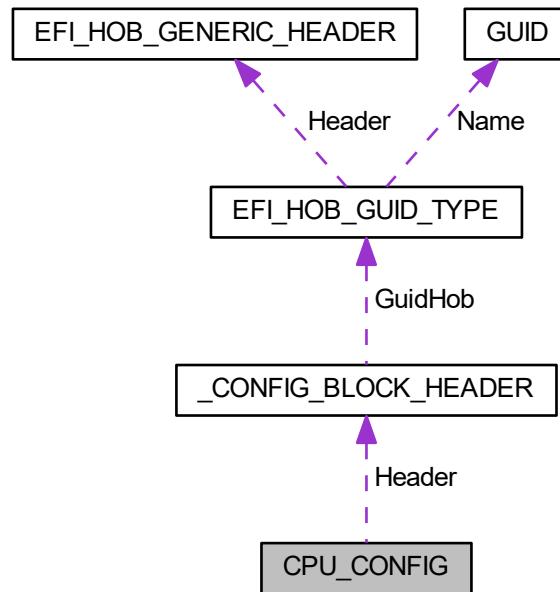 EFI_HOB_GENERIC_HEADER
GUID
Header
Name
EFI_HOB_GUID_TYPE
GuidHob
_CONFIG_BLOCK_HEADER
Header
CPU_CONFIG